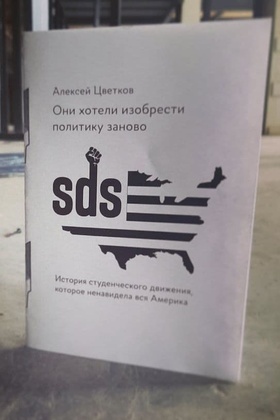 Алексей Цветков
Они хотели изобрести
политику заново
sds
История студенческого движения,
которое ненавидела вся Америка